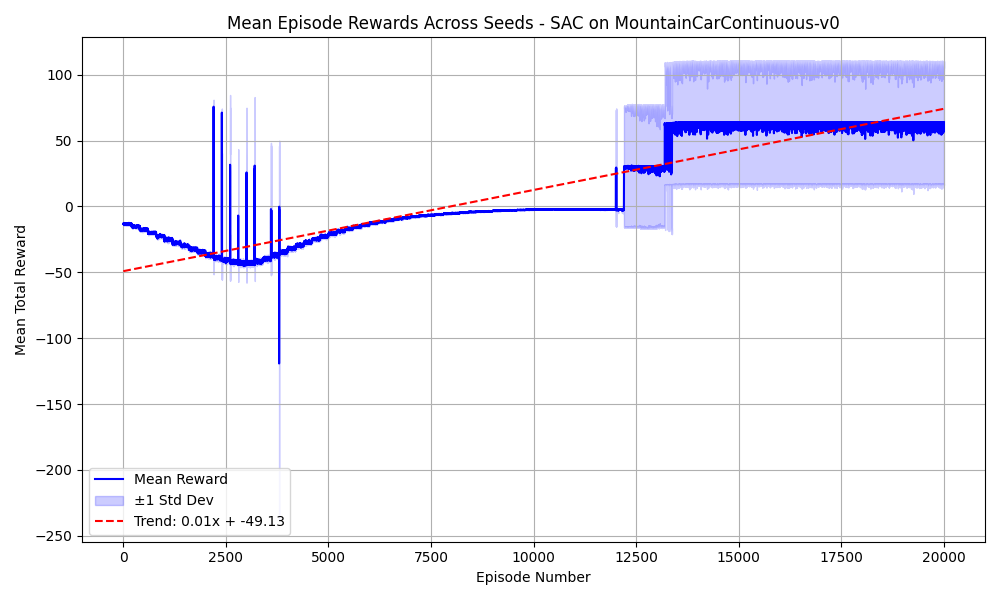 Mean Episode Rewards Across Seeds - SAC on MountainCarContinuous-v0
Mean Total Reward
100
50
0
−50
−100
−150
−200
−250
Mean Reward
±1 Std Dev
Trend: 0.01x + -49.13
0 2500 5000 7500 10000 12500 15000 17500 20000
Episode Number